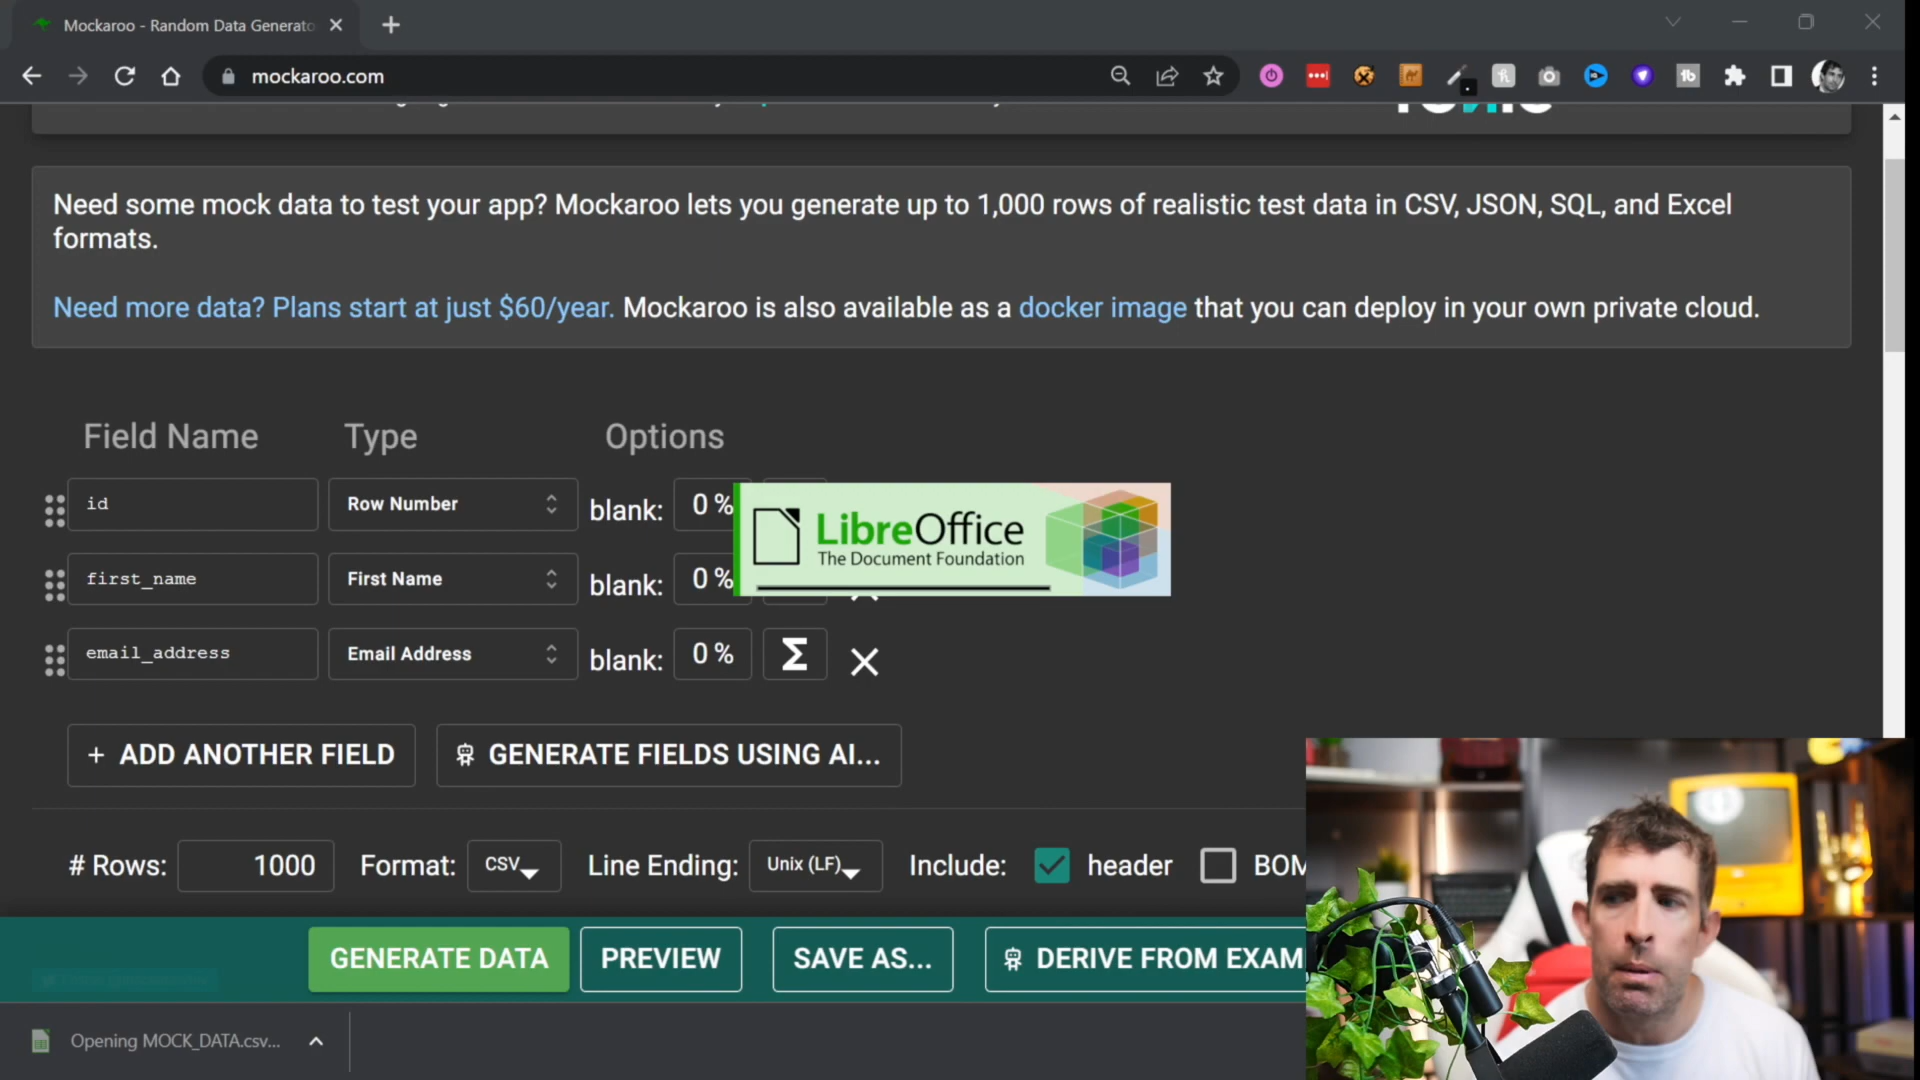 Mockaroo - Random Data Generato
mockaroo.com
Need some mock data to test your app? Mockaroo lets you generate up to 1,000 rows of realistic test data in CSV, JSON, SQL, and Excel
formats.
Need more data? Plans start at just $60/year. Mockaroo is also available as a docker image that you can deploy in your own private cloud.
Field Name Type Options
id Row Number blank: 0 %
LibreOffice
The Document Foundation
first_name First Name blank: 0 %
email_address Email Address blank: 0 % Σ
+ ADD ANOTHER FIELD GENERATE FIELDS USING AI...
# Rows: 1000 Format: CSV Line Ending: Unix (LF) Include: header BOM
GENERATE DATA PREVIEW SAVE AS... DERIVE FROM EXAM
Opening MOCK_DATA.csv...